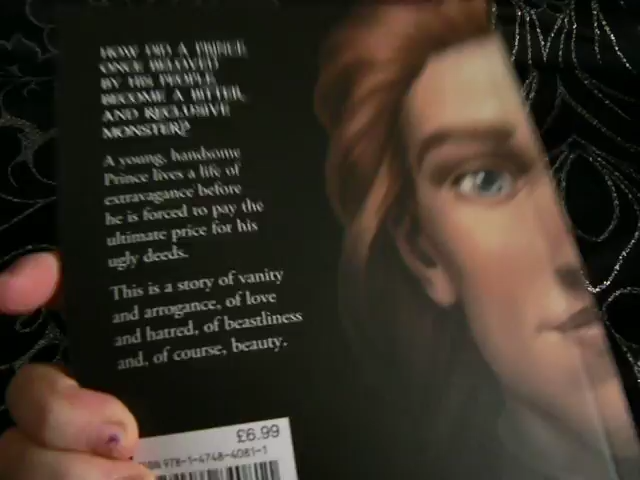 HOW DID A PRINCE
ONCE BELOVED
BY HIS PEOPLE,
BECOME A BITTER,
AND RECLUSIVE
MONSTER?
A young, handsome
Prince lives a life of
extravagance before
he is forced to pay the
ultimate price for his
ugly deeds.
This is a story of vanity
and arrogance, of love
and hatred, of beastliness
and, of course, beauty.
£6.99
ISBN 978-1-4748-4081-1